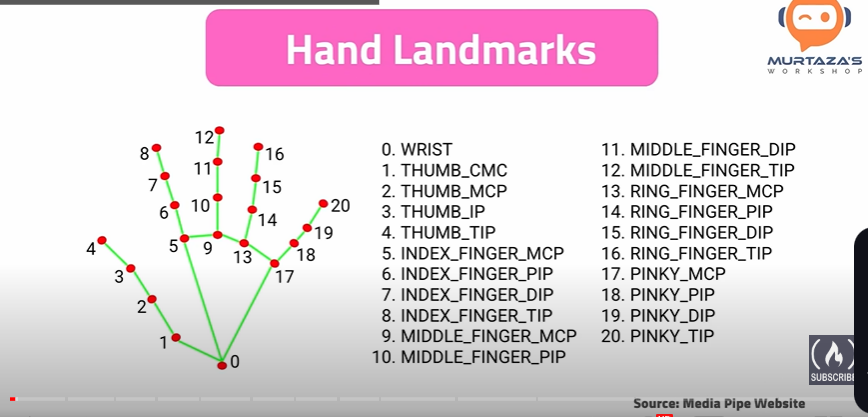 Hand Landmarks
MURTAZA'S
WORKSHOP
12
8
16
11
7
15
10
6
14
20
5
9
13
19
18
4
3
17
2
1
0
0. WRIST
1. THUMB_CMC
2. THUMB_MCP
3. THUMB_IP
4. THUMB_TIP
5. INDEX_FINGER_MCP
6. INDEX_FINGER_PIP
7. INDEX_FINGER_DIP
8. INDEX_FINGER_TIP
9. MIDDLE_FINGER_MCP
10. MIDDLE_FINGER_PIP
11. MIDDLE_FINGER_DIP
12. MIDDLE_FINGER_TIP
13. RING_FINGER_MCP
14. RING_FINGER_PIP
15. RING_FINGER_DIP
16. RING_FINGER_TIP
17. PINKY_MCP
18. PINKY_PIP
19. PINKY_DIP
20. PINKY_TIP
SUBSCRIBE
Source: Media Pipe Website